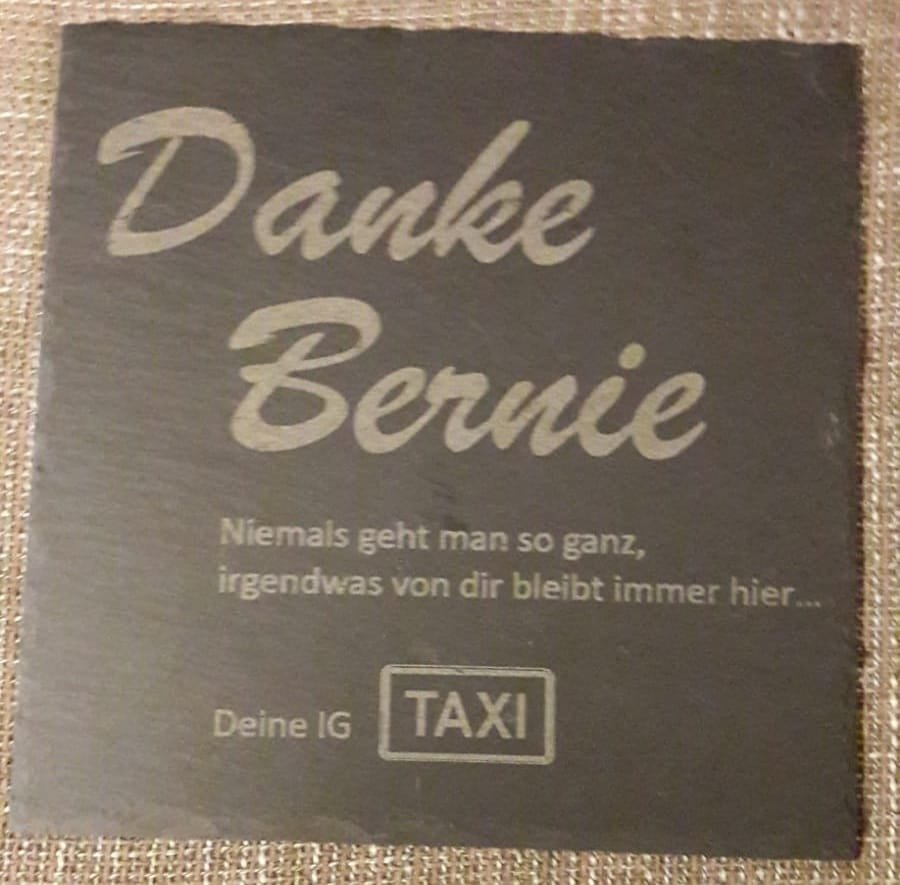 Danke
Bernie
Niemals geht man so ganz,
irgendwas von dir bleibt immer hier...
Deine IG TAXI